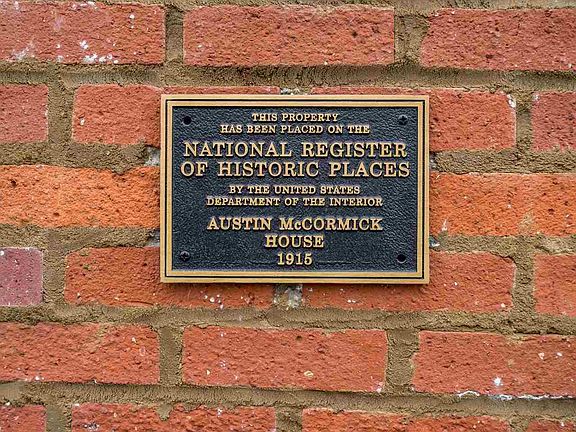 THIS PROPERTY
HAS BEEN PLACED ON THE
NATIONAL REGISTER
OF HISTORIC PLACES
BY THE UNITED STATES
DEPARTMENT OF THE INTERIOR
AUSTIN McCORMICK
HOUSE
1915